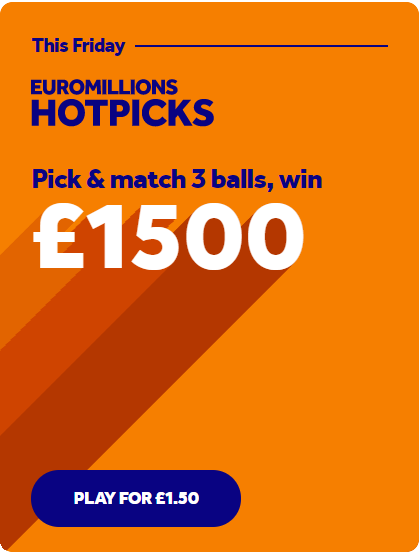 This Friday
EUROMILLIONS
HOTPICKS
Pick & match 3 balls, win
£1500
PLAY FOR £1.50